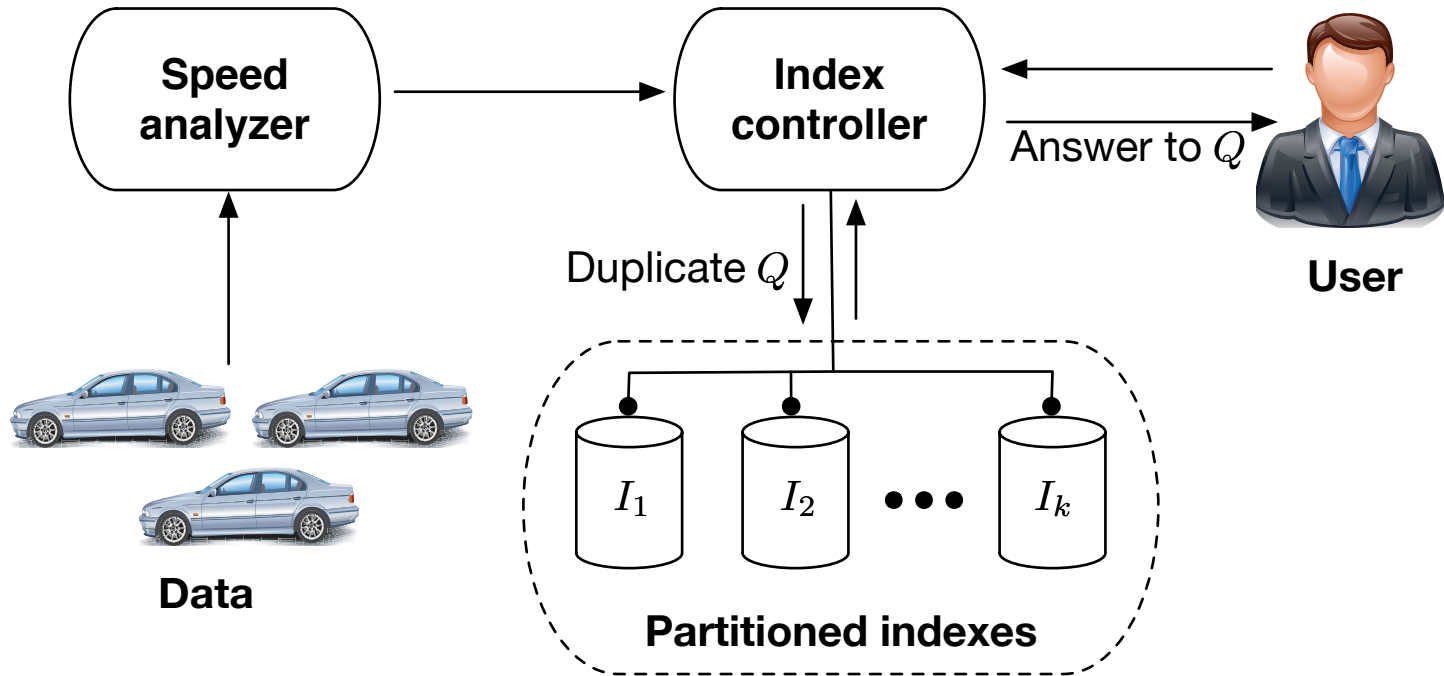 Speed
analyzer
Index
controller
Answer to Q
User
Duplicate Q
I₁
I₂
Iₖ
Data
Partitioned indexes